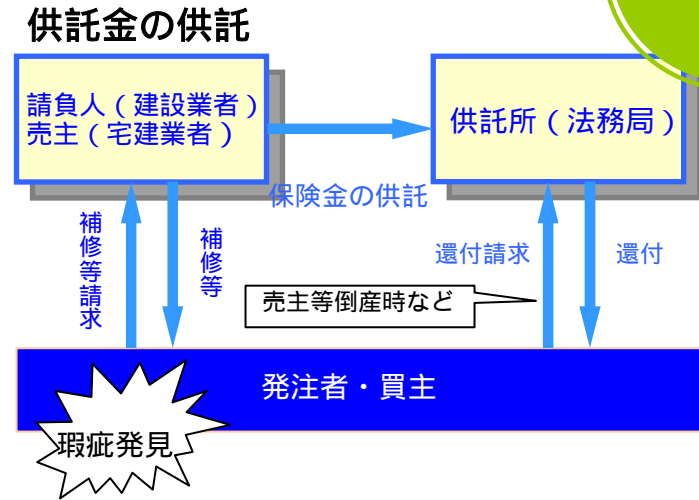 供託金の供託
請負人（建設業者）
売主（宅建業者）
供託所（法務局）
保険金の供託
補修等請求
補修等
還付請求
還付
売主等倒産時など
発注者・買主
瑕疵発見